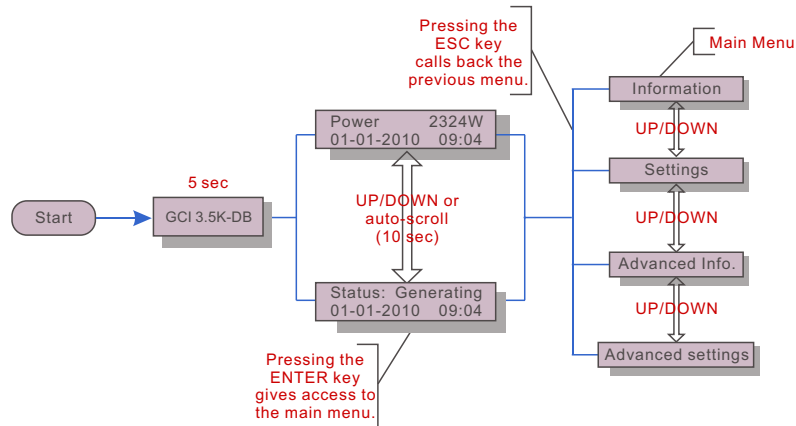 Pressing the
ESC key
calls back the
previous menu.
Main Menu
Information
UP/DOWN
Settings
UP/DOWN
Advanced Info.
UP/DOWN
Advanced settings
Power 2324W
01-01-2010 09:04
UP/DOWN or
auto-scroll
(10 sec)
Status: Generating
01-01-2010 09:04
5 sec
Start
GCI 3.5K-DB
Pressing the
ENTER key
gives access to
the main menu.